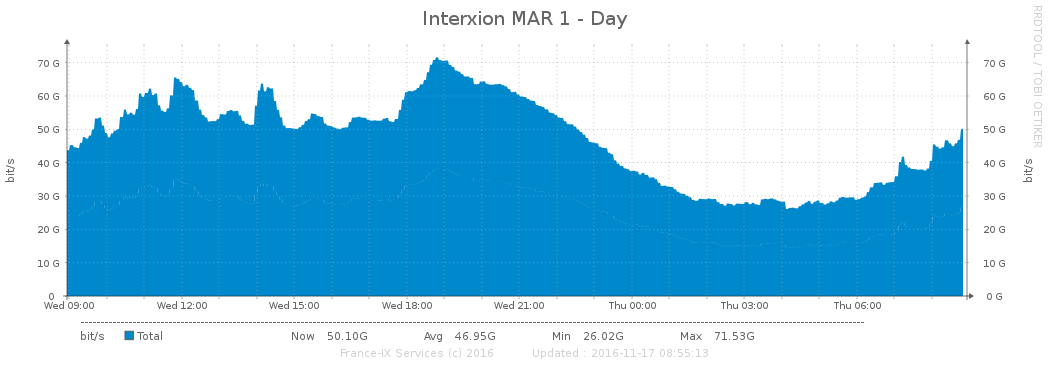 Interxion MAR 1 - Day
RRDTOOL / TOBI OETIKER
bit/s
70 G 70 G
60 G 60 G
50 G 50 G
40 G 40 G
30 G 30 G
20 G 20 G
10 G 10 G
0 0 G
bit/s
Wed 09:00 Wed 12:00 Wed 15:00 Wed 18:00 Wed 21:00 Thu 00:00 Thu 03:00 Thu 06:00
bit/s Total Now 50.10G Avg 46.95G Min 26.02G Max 71.53G
France-IX Services (c) 2016 Updated : 2016-11-17 08:55:13